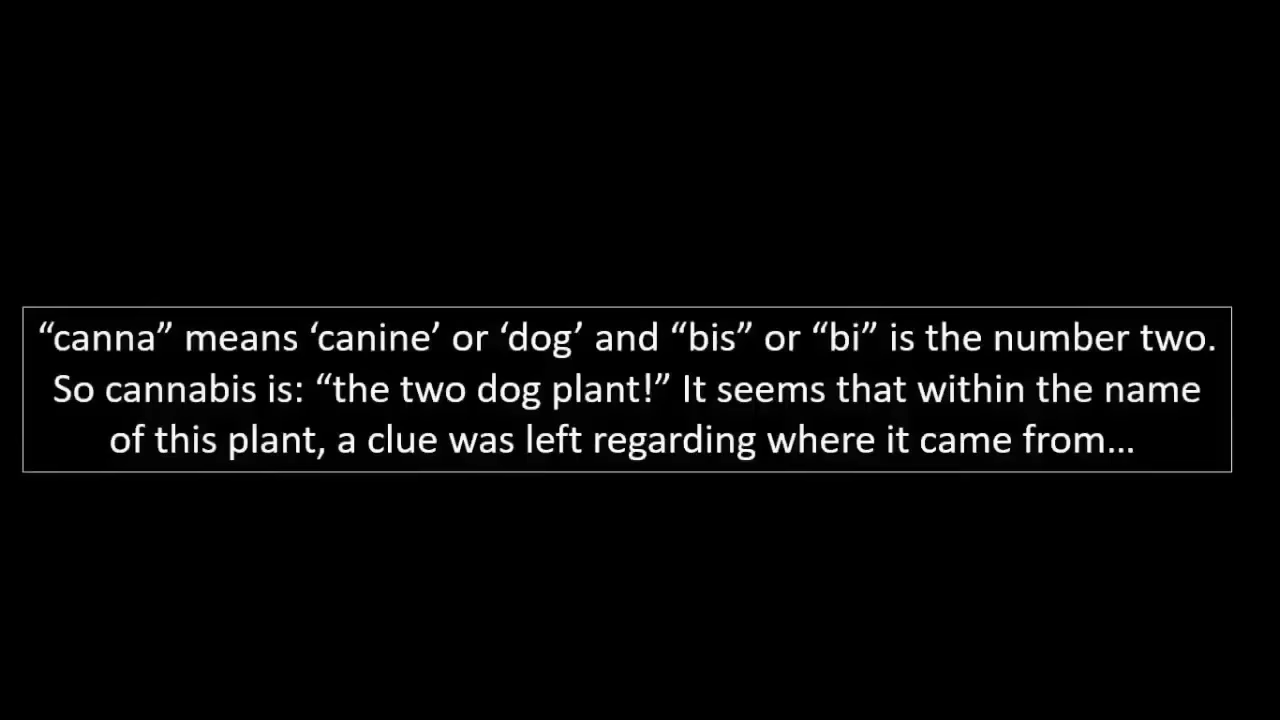 “canna” means ‘canine’ or ‘dog’ and “bis” or “bi” is the number two.
So cannabis is: “the two dog plant!” It seems that within the name
of this plant, a clue was left regarding where it came from...